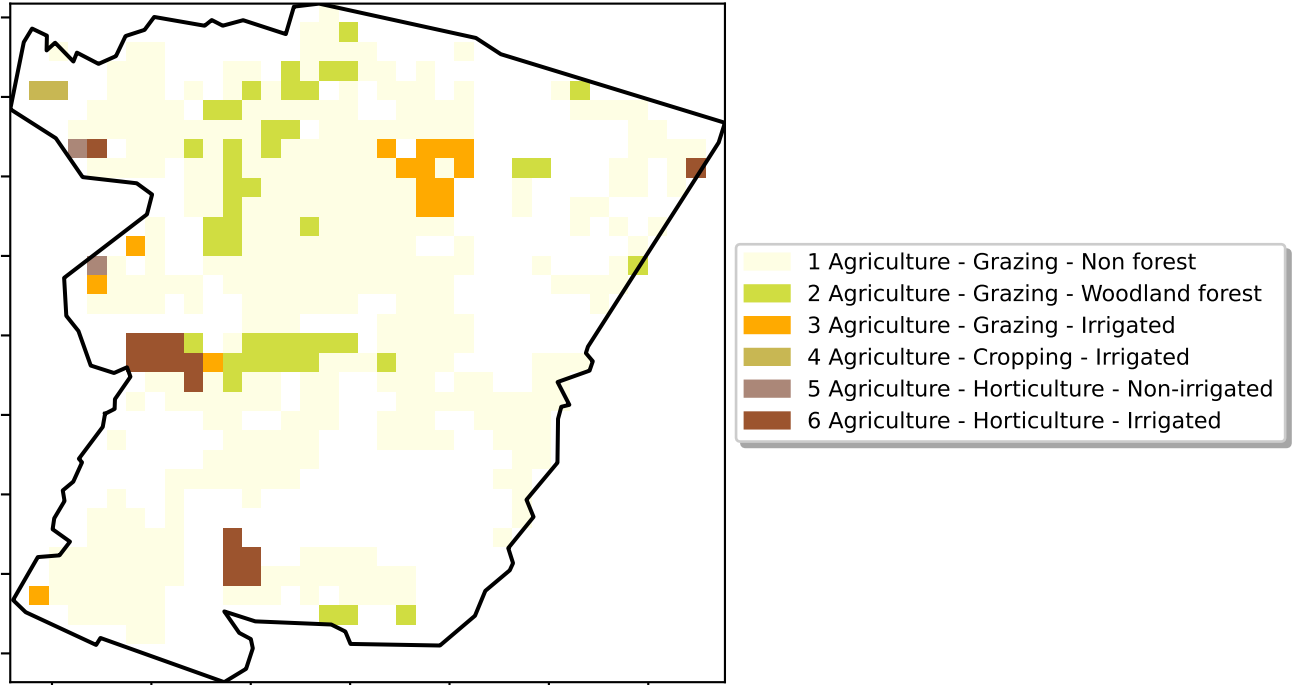 1 Agriculture - Grazing - Non forest
2 Agriculture - Grazing - Woodland forest
3 Agriculture - Grazing - Irrigated
4 Agriculture - Cropping - Irrigated
5 Agriculture - Horticulture - Non-irrigated
6 Agriculture - Horticulture - Irrigated